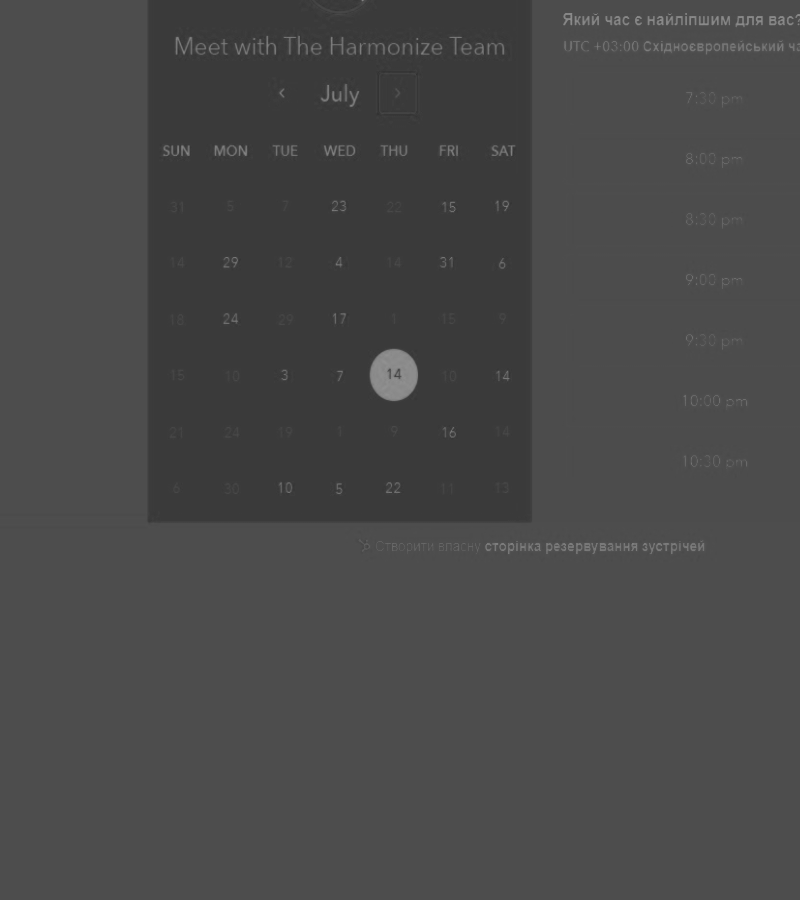 Meet with The Harmonize Team
July
SUN MON TUE WED THU FRI SAT
31 5 7 23 22 15 19
14 29 12 4 14 31 6
18 24 29 17 1 15 9
15 10 3 7 14 10 14
21 24 19 1 9 16 14
6 30 10 5 22 11 13
Який час є найліпшим для вас?
UTC +03:00 Східноєвропейський
7:30 pm
8:00 pm
8:30 pm
9:00 pm
9:30 pm
10:00 pm
10:30 pm
Створити власну сторінка резервування зустрічей